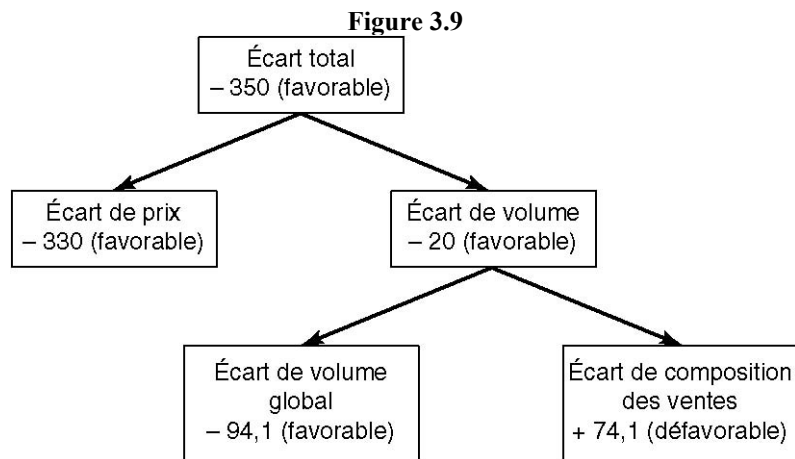 Figure 3.9
Écart total
– 350 (favorable)
Écart de prix
– 330 (favorable)
Écart de volume
– 20 (favorable)
Écart de volume
global
– 94,1 (favorable)
Écart de composition
des ventes
+ 74,1 (défavorable)